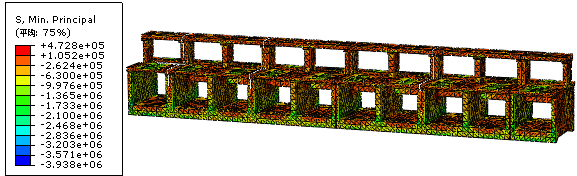 S, Min. Principal
(平均: 75%)
+4.728e+05
+1.052e+05
-2.624e+05
-6.300e+05
-9.976e+05
-1.365e+06
-1.733e+06
-2.100e+06
-2.468e+06
-2.836e+06
-3.203e+06
-3.571e+06
-3.938e+06